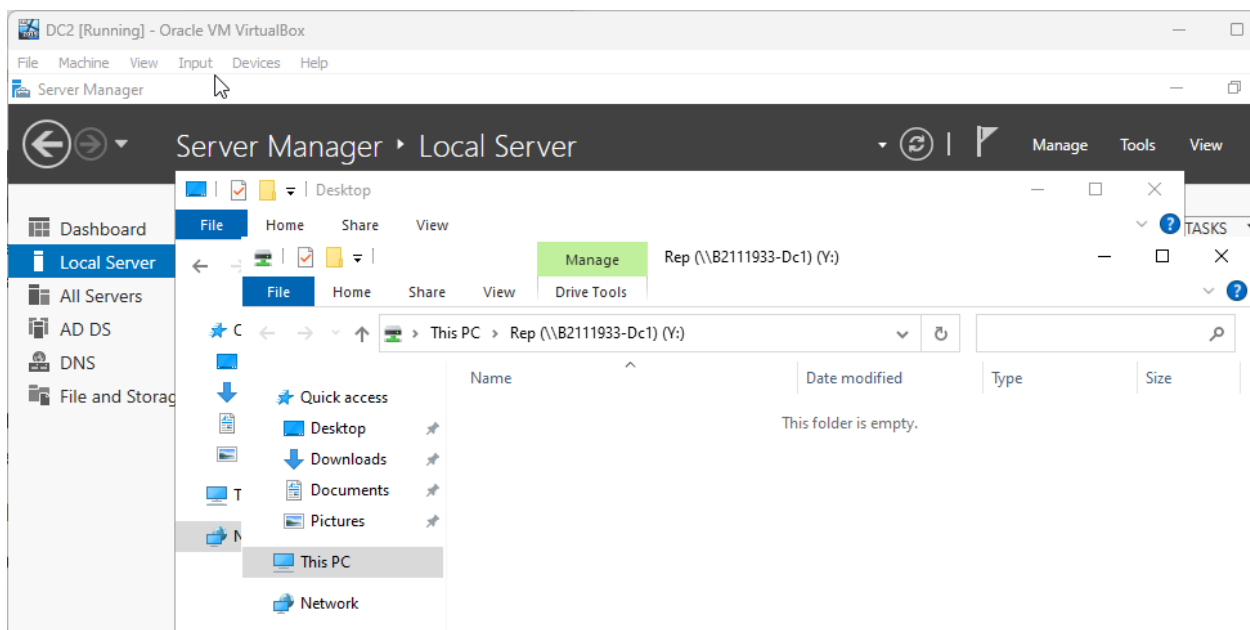 DC2 [Running] - Oracle VM VirtualBox
File Machine View Input Devices Help
Server Manager
Server Manager Local Server
Manage Tools View
Desktop
File Home Share View
TASKS
Dashboard
Local Server
All Servers
AD DS
DNS
File and Storag
Manage
Rep (\\B2111933-Dc1) (Y:)
File Home Share View Drive Tools
This PC Rep (\\B2111933-Dc1) (Y:)
Name Date modified Type Size
This folder is empty.
Quick access
Desktop
Downloads
Documents
Pictures
This PC
Network